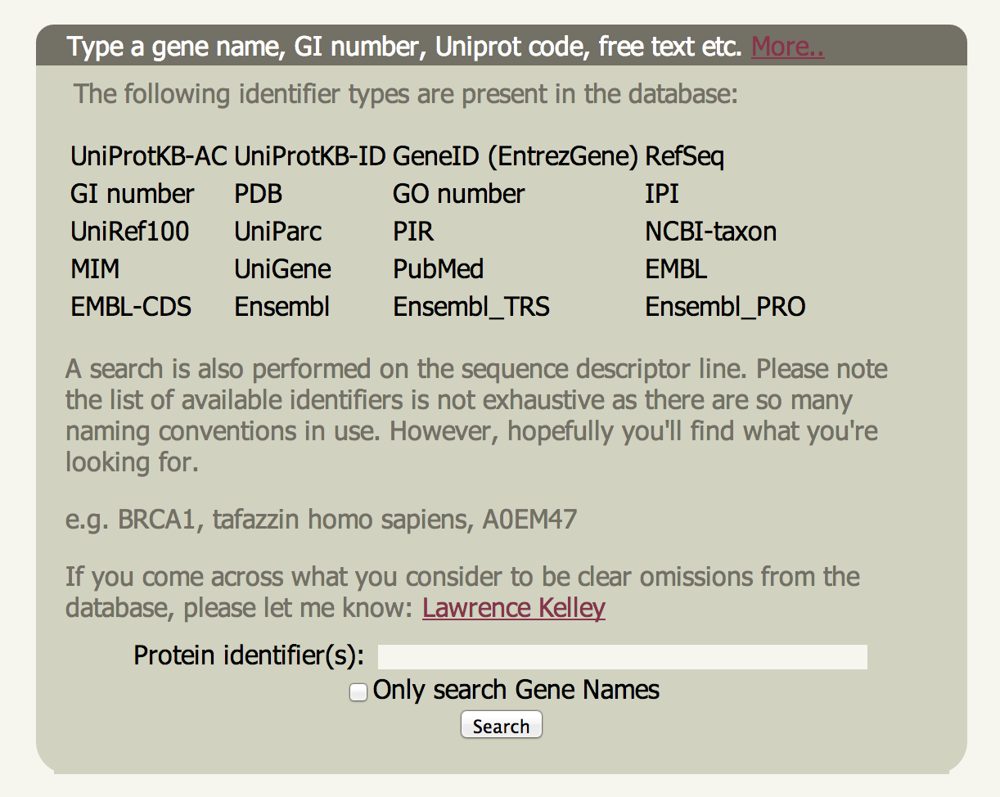 Type a gene name, GI number, Uniprot code, free text etc. More..
The following identifier types are present in the database:
UniProtKB-AC UniProtKB-ID GeneID (EntrezGene) RefSeq
GI number PDB GO number IPI
UniRef100 UniParc PIR NCBI-taxon
MIM UniGene PubMed EMBL
EMBL-CDS Ensembl Ensembl_TRS Ensembl_PRO
A search is also performed on the sequence descriptor line. Please note
the list of available identifiers is not exhaustive as there are so many
naming conventions in use. However, hopefully you'll find what you're
looking for.
e.g. BRCA1, tafazzin homo sapiens, A0EM47
If you come across what you consider to be clear omissions from the
database, please let me know: Lawrence Kelley
Protein identifier(s):
Only search Gene Names
Search